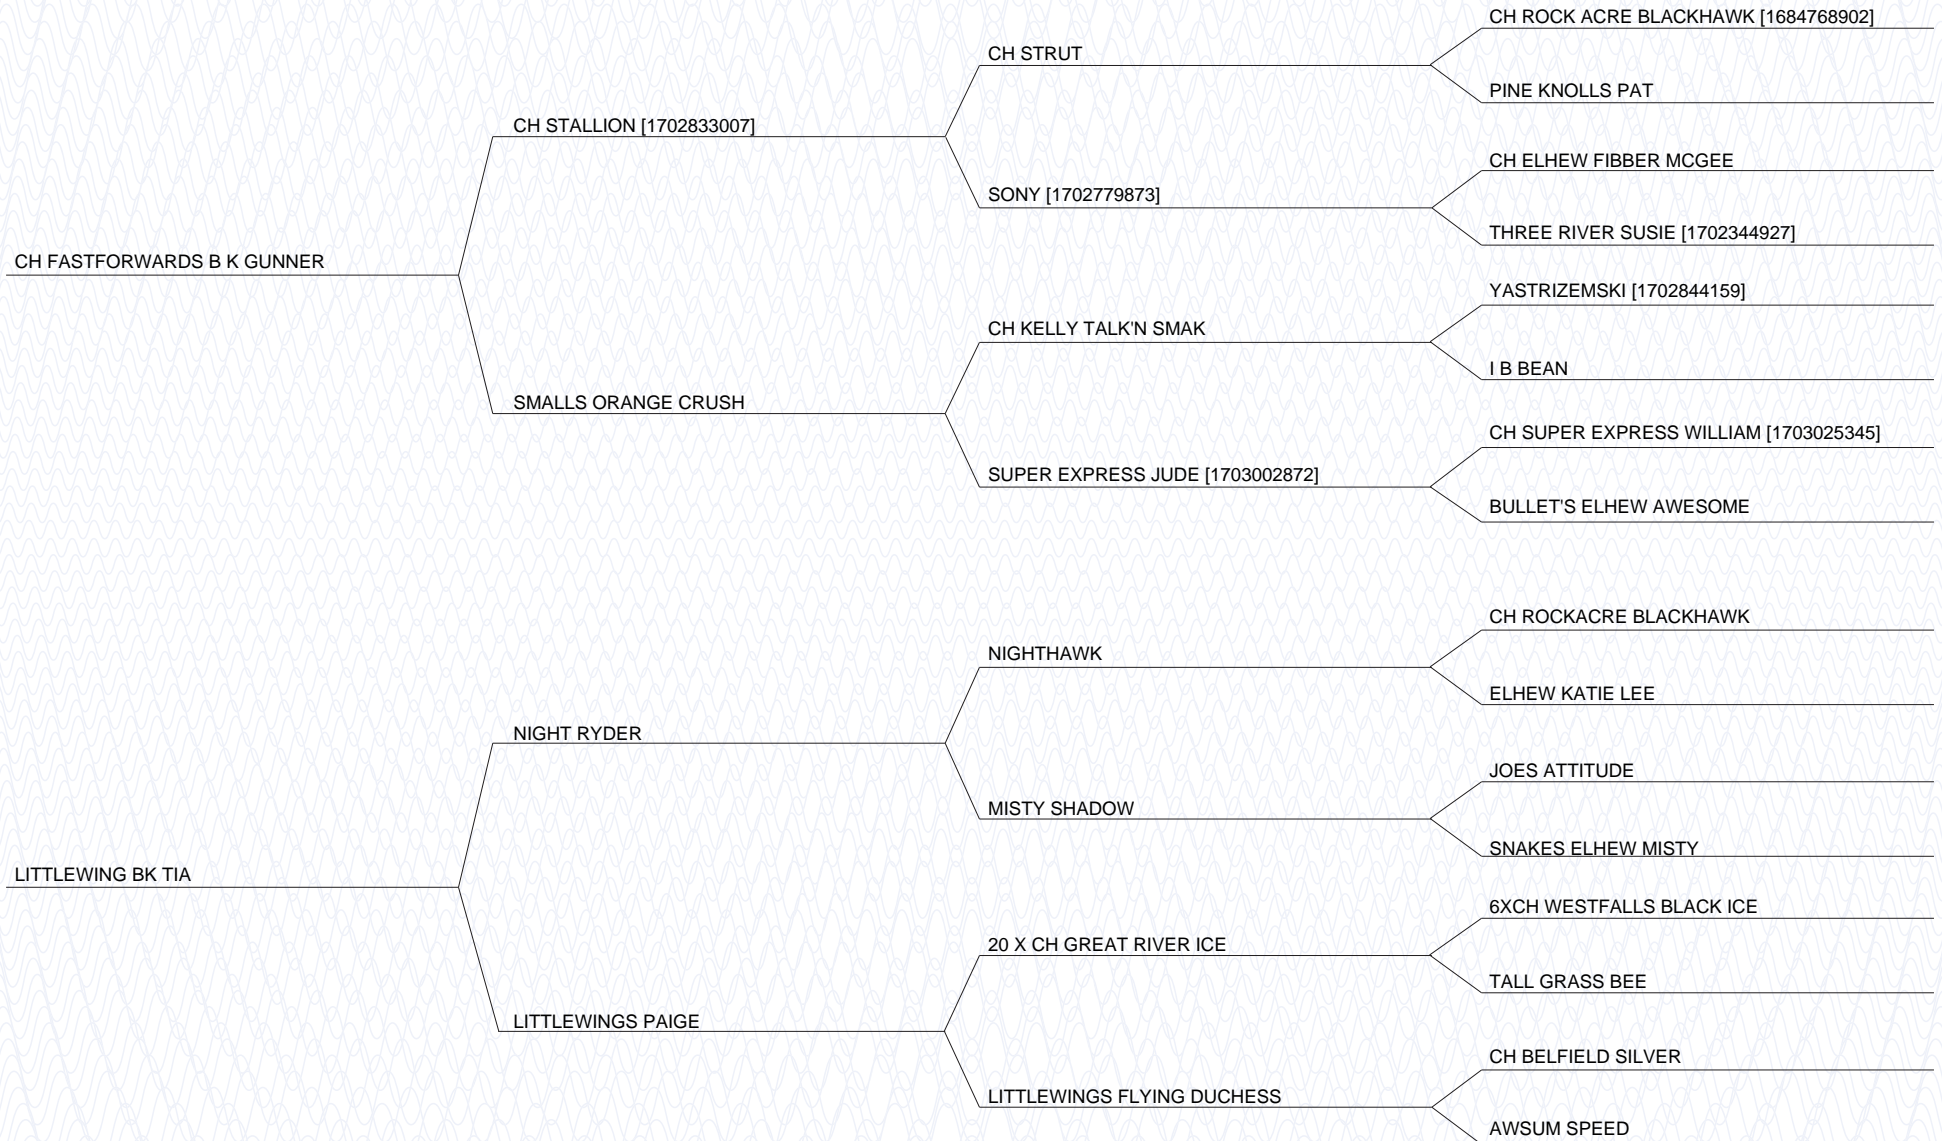 CH ROCK ACRE BLACKHAWK [1684768902]
CH STRUT
PINE KNOLLS PAT
CH STALLION [1702833007]
CH ELHEW FIBBER MCGEE
SONY [1702779873]
THREE RIVER SUSIE [1702344927]
CH FASTFORWARDS B K GUNNER
YASTRIZEMSKI [1702844159]
CH KELLY TALK'N SMAK
I B BEAN
SMALLS ORANGE CRUSH
CH SUPER EXPRESS WILLIAM [1703025345]
SUPER EXPRESS JUDE [1703002872]
BULLET'S ELHEW AWESOME
CH ROCKACRE BLACKHAWK
NIGHTHAWK
ELHEW KATIE LEE
NIGHT RYDER
JOES ATTITUDE
MISTY SHADOW
SNAKES ELHEW MISTY
LITTLEWING BK TIA
6XCH WESTFALLS BLACK ICE
20 X CH GREAT RIVER ICE
TALL GRASS BEE
LITTLEWINGS PAIGE
CH BELFIELD SILVER
LITTLEWINGS FLYING DUCHESS
AWSUM SPEED